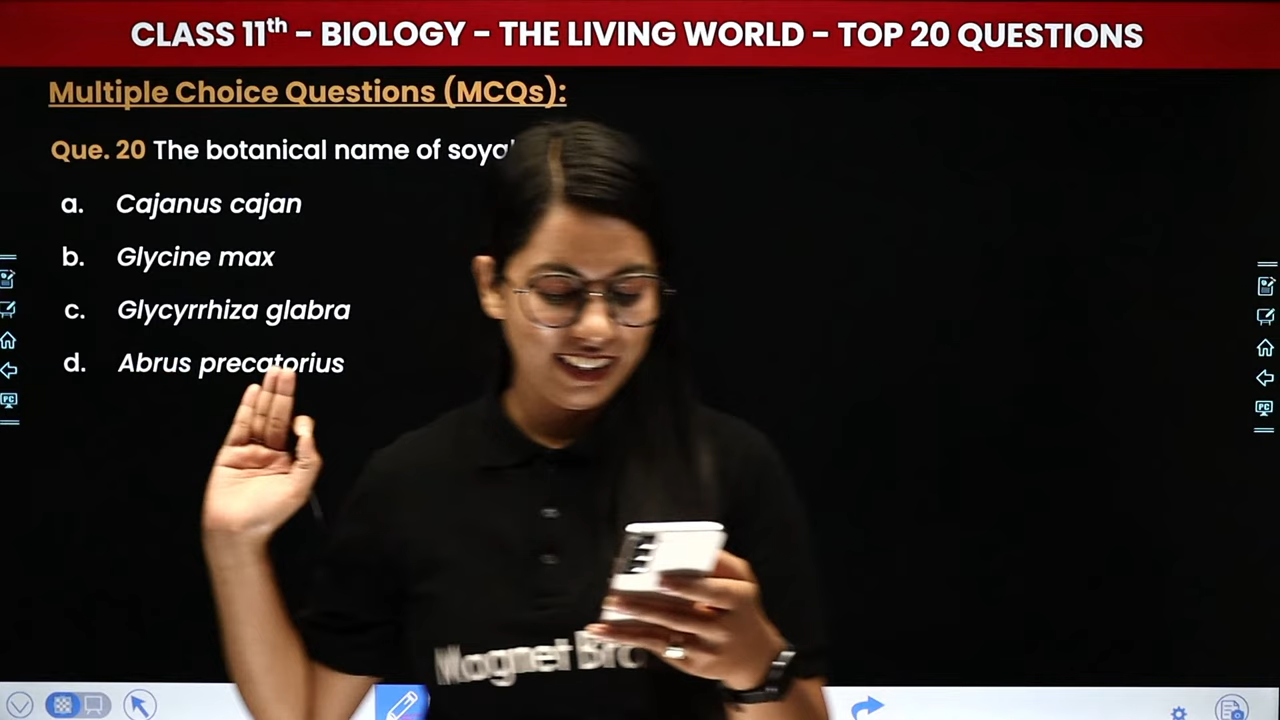 CLASS 11th - BIOLOGY - THE LIVING WORLD - TOP 20 QUESTIONS
Multiple Choice Questions (MCQs):
Que. 20 The botanical name of
a. Cajanus cajan
b. Glycine max
c. Glycyrrhiza glabra
d. Abrus precatorius
Magnet